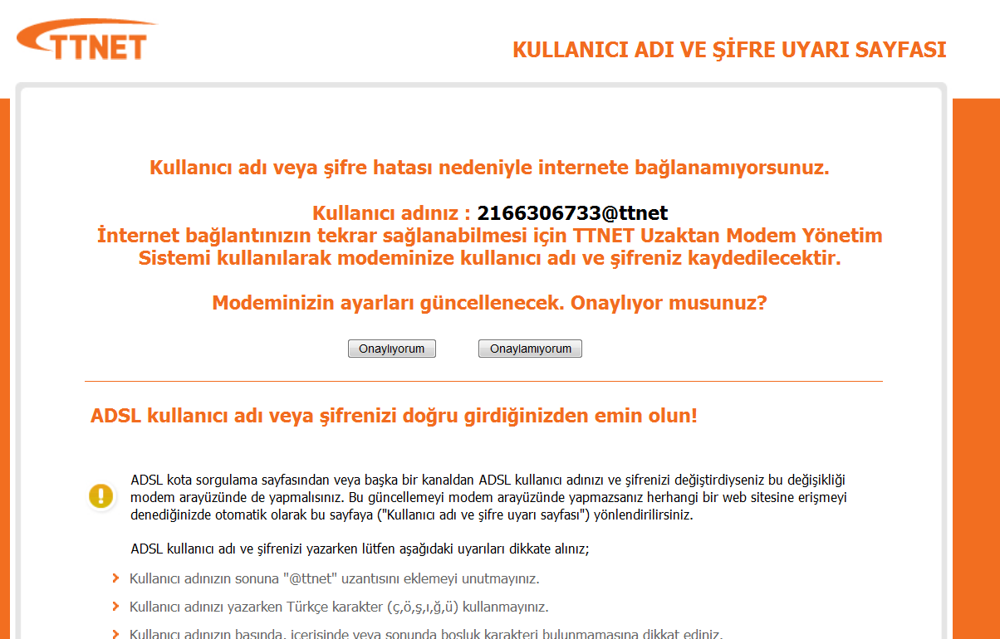 TTNET
KULLANICI ADI VE ŞİFRE UYARI SAYFASI
Kullanıcı adı veya şifre hatası nedeniyle internete bağlanamıyorsunuz.
Kullanıcı adınız : 2166306733@ttnet
İnternet bağlantınızın tekrar sağlanabilmesi için TTNET Uzaktan Modem Yönetim
Sistemi kullanılarak modeminize kullanıcı adı ve şifreniz kaydedilecektir.
Modeminizin ayarları güncellenecek. Onaylıyor musunuz?
Onaylıyorum Onaylamıyorum
ADSL kullanıcı adı veya şifrenizi doğru girdiğinizden emin olun!
ADSL kota sorgulama sayfasından veya başka bir kanaldan ADSL kullanıcı adınızı ve şifrenizi değiştirdiyseniz bu değişikliği
modem arayüzünde de yapmalısınız. Bu güncellemeyi modem arayüzünde yapmazsanız herhangi bir web sitesine erişmeyi
denediğinizde otomatik olarak bu sayfaya ("Kullanıcı adı ve şifre uyarı sayfası") yönlendirilirsiniz.
ADSL kullanıcı adı ve şifrenizi yazarken lütfen aşağıdaki uyarıları dikkate alınız;
Kullanıcı adınızın sonuna "@ttnet" uzantısını eklemeyi unutmayınız.
Kullanıcı adınızı yazarken Türkçe karakter (ç,ö,ş,ı,ğ,ü) kullanmayınız.
Kullanıcı adınızın başında, içerisinde veya sonunda boşluk karakteri bulunmamasına dikkat ediniz.